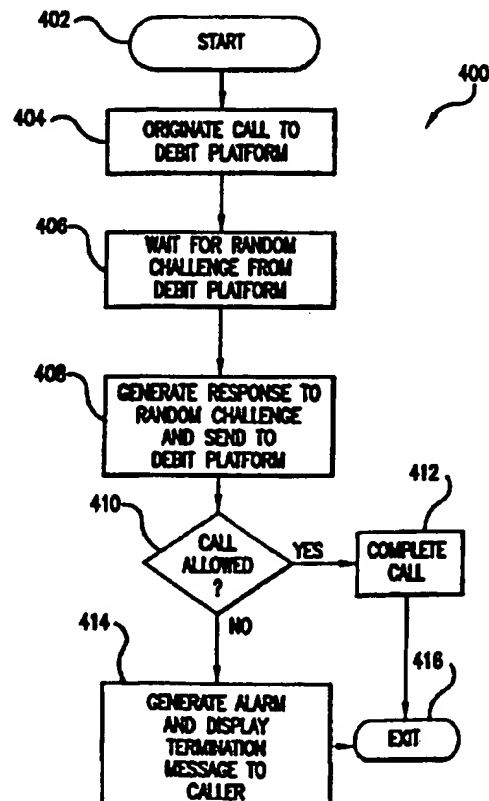 402
START
400
404
ORIGINATE CALL TO
DEBIT PLATFORM
406
WAIT FOR RANDOM
CHALLENGE FROM
DEBIT PLATFORM
408
GENERATE RESPONSE TO
RANDOM CHALLENGE
AND SEND TO
DEBIT PLATFORM
410
CALL
ALLOWED
?
YES
412
COMPLETE
CALL
NO
414
GENERATE ALARM
AND DISPLAY
TERMINATION
MESSAGE TO
CALLER
416
EXIT